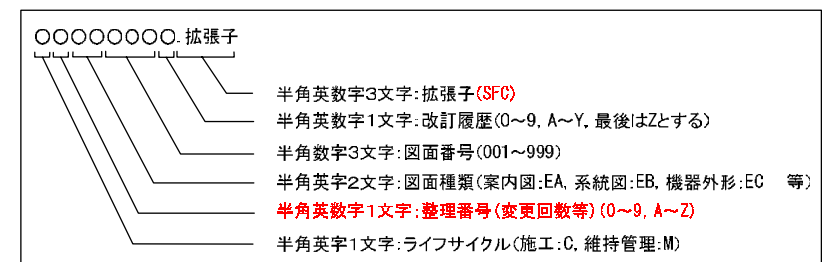 ○○○○○○○○.拡張子
半角英数字3文字:拡張子(SFC)
半角英数字1文字:改訂履歴(0～9, A～Y, 最後はZとする)
半角数字3文字:図面番号(001～999)
半角英字2文字:図面種類(案内図:EA, 系統図:EB, 機器外形:EC 等)
半角英数字1文字:整理番号(変更回数等)(0～9, A～Z)
半角英字1文字:ライフサイクル(施工:C, 維持管理:M)